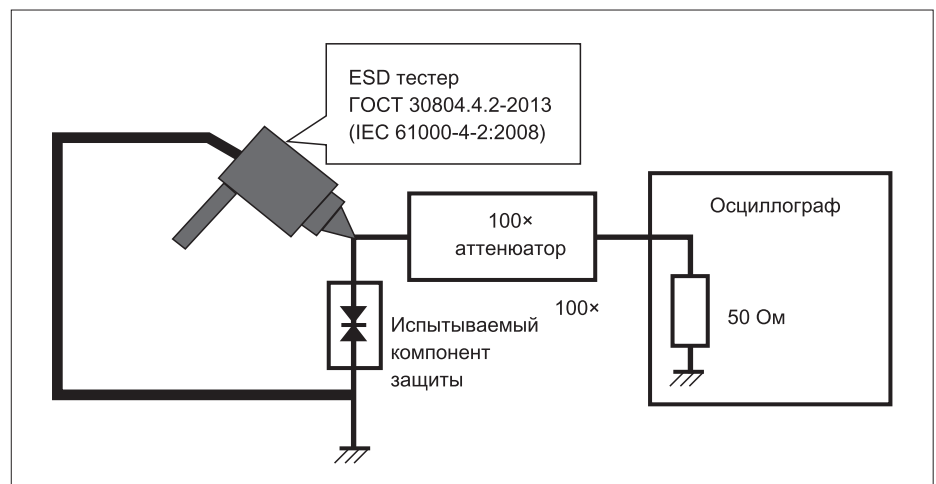 ESD тестер
ГОСТ 30804.4.2-2013
(IEC 61000-4-2:2008)
100×
аттенюатор
Осциллограф
100×
50 Ом
Испытываемый
компонент
защиты